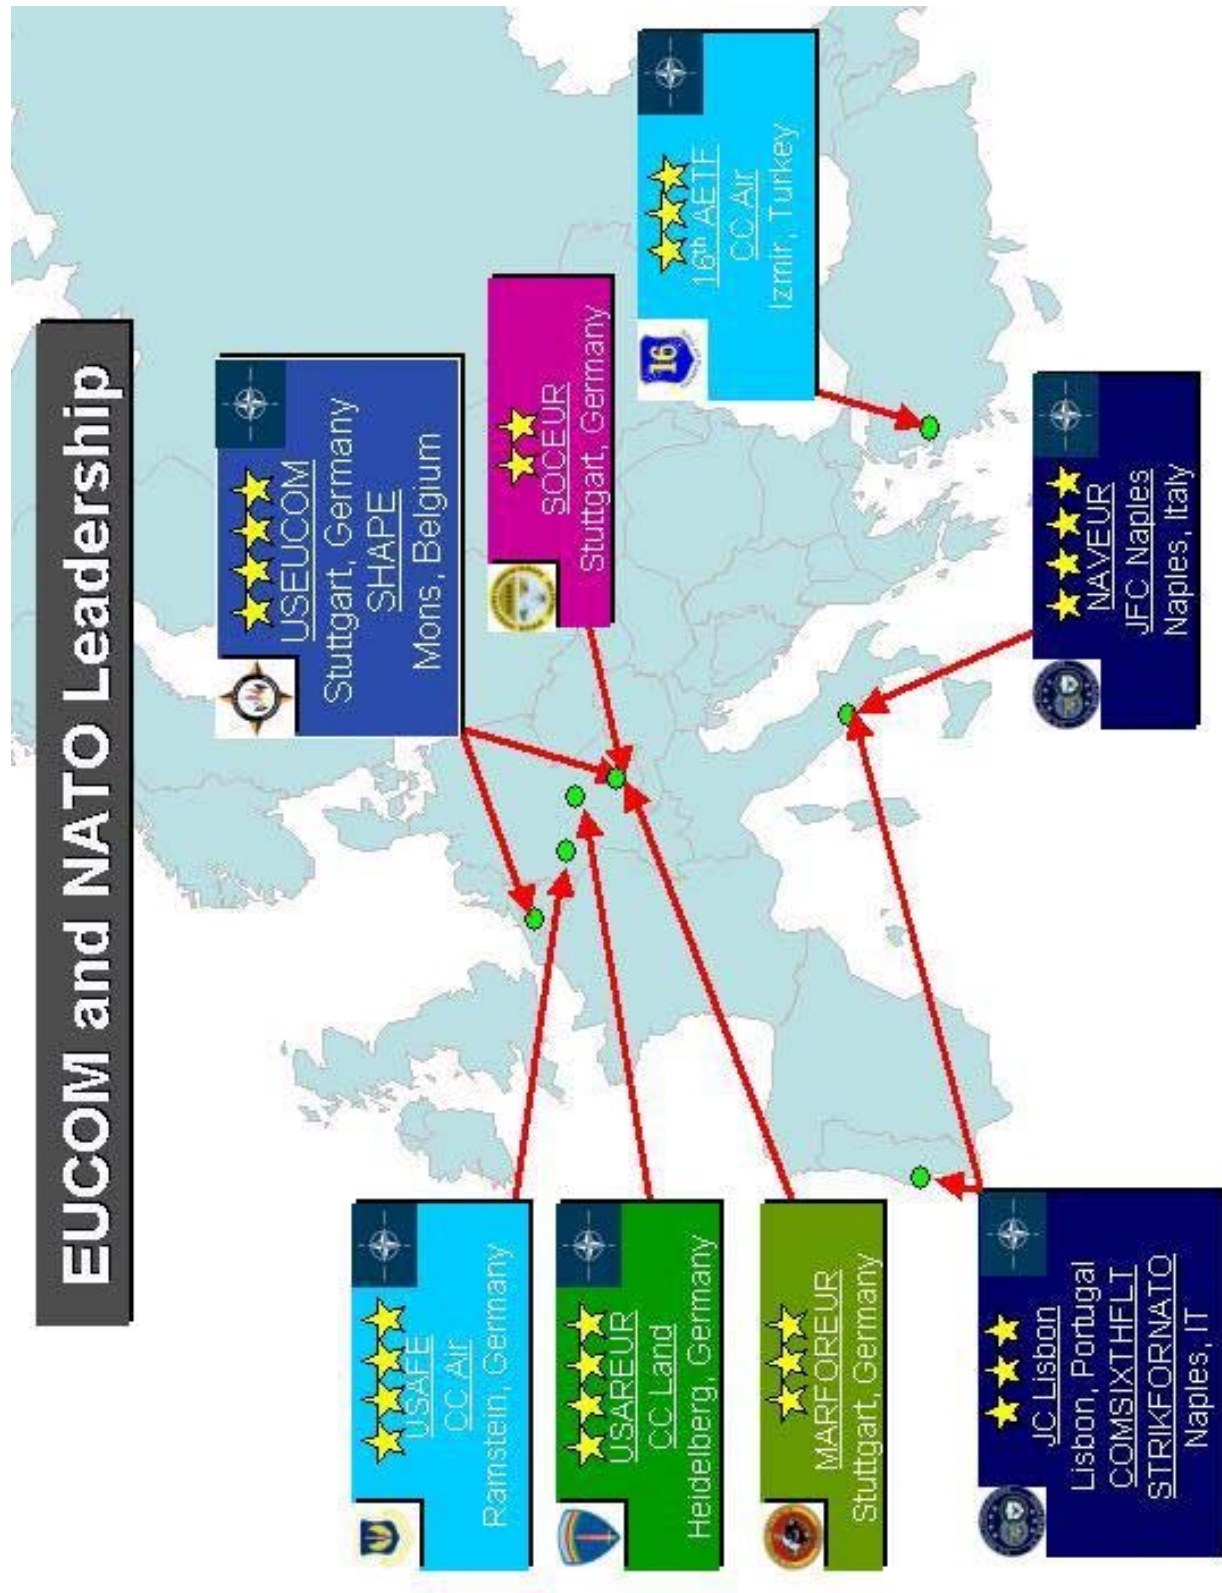 EUCOM and NATO Leadership
USEUCOM
Stuttgart, Germany
SHAPE
Mons, Belgium
SOCEUR
Stuttgart, Germany
16
16th AETF
CC Air
Izmir, Turkey
USAFE
CC Air
Ramstein, Germany
USAREUR
CC Land
Heidelberg, Germany
MARFOREUR
Stuttgart, Germany
JC Lisbon
Lisbon, Portugal
COMSIXTHFLT
STRIKFORNATO
Naples, IT
NAVEUR
JFC Naples
Naples, Italy